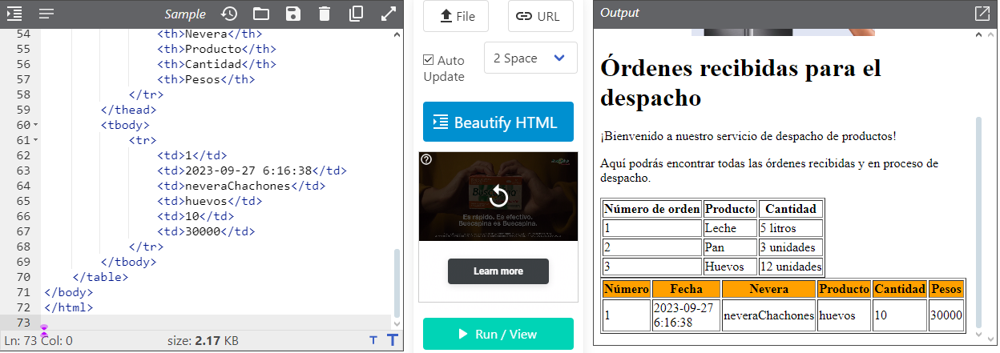 Sample
54 <th>Nevera</th>
55 <th>Producto</th>
56 <th>Cantidad</th>
57 <th>Pesos</th>
58 </tr>
59 </thead>
60 <tbody>
61 <tr>
62 <td>1</td>
63 <td>2023-09-27 6:16:38</td>
64 <td>neveraChachones</td>
65 <td>huevos</td>
66 <td>10</td>
67 <td>30000</td>
68 </tr>
69 </tbody>
70 </table>
71 </body>
72 </html>
73
Ln: 73 Col: 0 size: 2.17 KB T T
File URL
Auto Update
2 Space
Beautify HTML
Buscapina
Es rápido. Es efectivo.
Buscapina es Buscapina.
Learn more
Run / View
Output
Órdenes recibidas para el
despacho
¡Bienvenido a nuestro servicio de despacho de productos!
Aquí podrás encontrar todas las órdenes recibidas y en proceso de
despacho.
Número de orden Producto Cantidad
1 Leche 5 litros
2 Pan 3 unidades
3 Huevos 12 unidades
Número Fecha Nevera Producto Cantidad Pesos
1 2023-09-27 6:16:38 neveraChachones huevos 10 30000